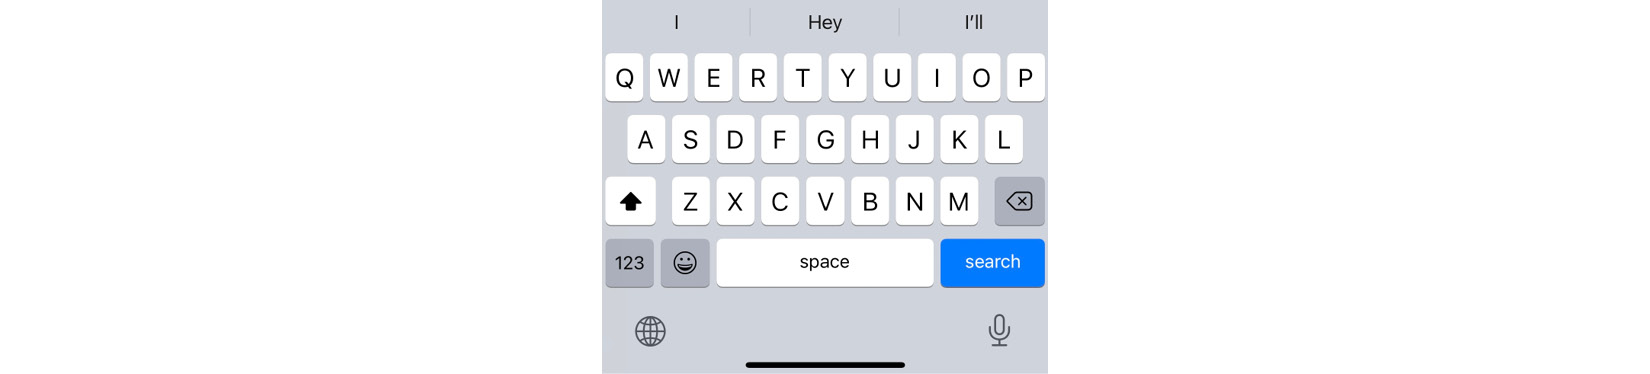 I Hey I’ll
Q W E R T Y U I O P
A S D F G H J K L
Z X C V B N M
123 space search